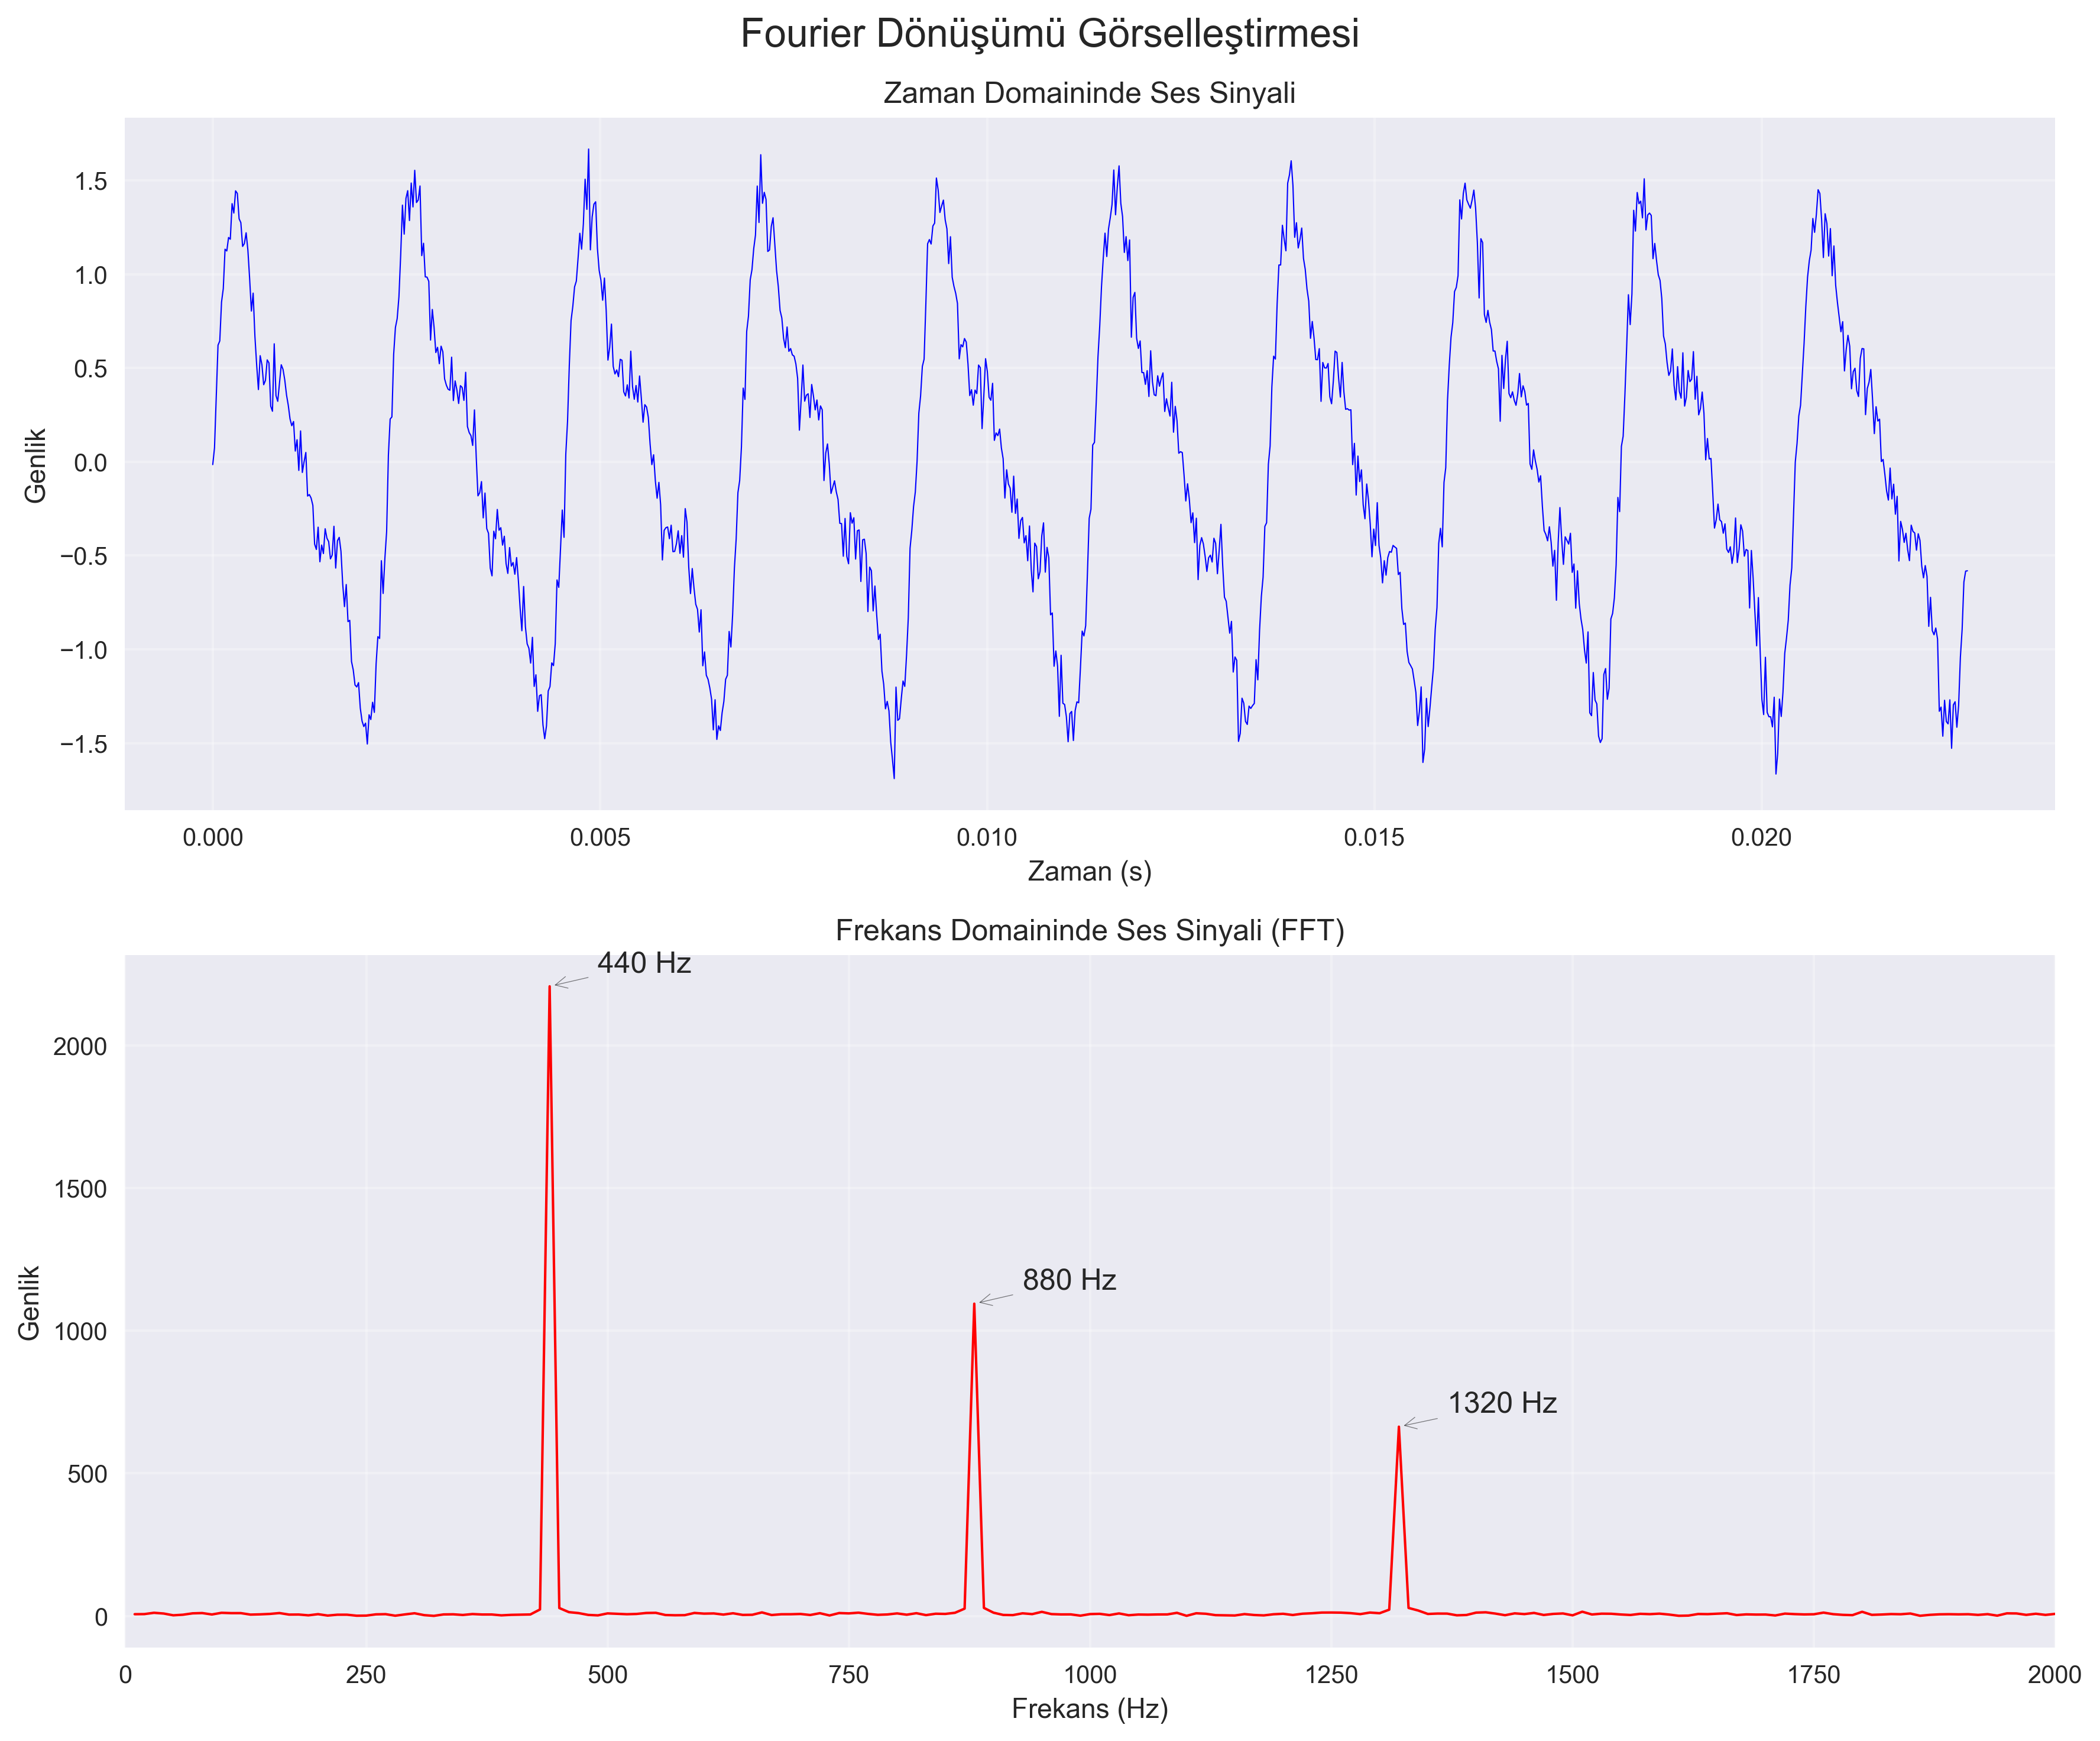 Fourier Dönüşümü Görselleştirmesi
Zaman Domaininde Ses Sinyali
Genlik
1.5
1.0
0.5
0.0
−0.5
−1.0
−1.5
0.000 0.005 0.010 0.015 0.020
Zaman (s)
Frekans Domaininde Ses Sinyali (FFT)
Genlik
440 Hz
880 Hz
1320 Hz
2000
1500
1000
500
0
0 250 500 750 1000 1250 1500 1750 2000
Frekans (Hz)